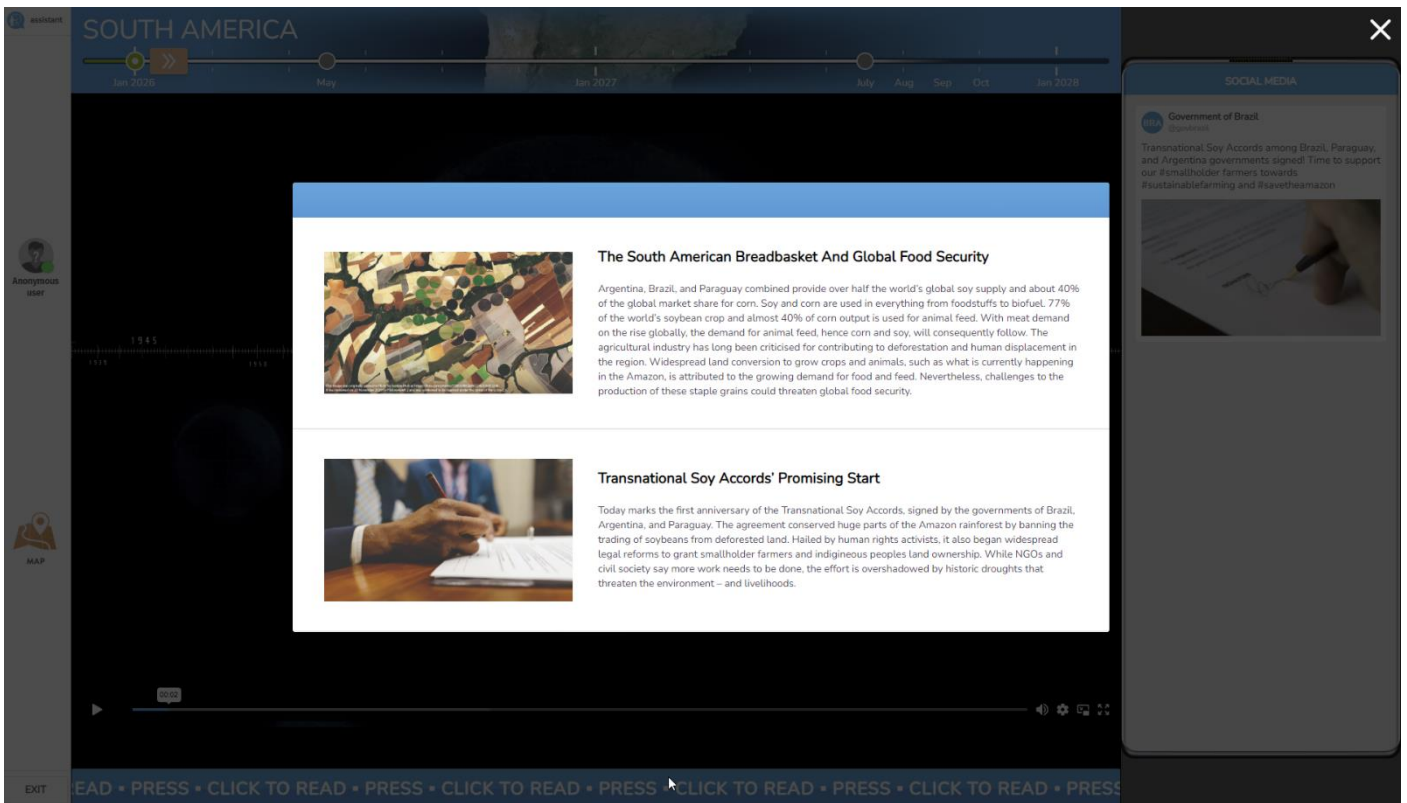 assistant
SOUTH AMERICA
Jan 2026
May
Jan 2027
July
Aug
Sep
Oct
Jan 2028
SOCIAL MEDIA
Government of Brazil
Transnational Soy Accords among Brazil, Paraguay,
and Argentina governments signed! Time to support
our #smallholder farmers towards
#sustainablefarming and #savetheamazon
Anonymous
user
1945
MAP
The South American Breadbasket And Global Food Security
Argentina, Brazil, and Paraguay combined provide over half the world's global soy supply and about 40%
of the global market share for corn. Soy and corn are used in everything from foodstuffs to biofuel. 77%
of the world's soybean crop and almost 40% of corn output is used for animal feed. With meat demand
on the rise globally, the demand for animal feed, hence corn and soy, will consequently follow. The
agricultural industry has long been criticised for contributing to deforestation and human displacement in
the region. Widespread land conversion to grow crops and animals, such as what is currently happening
in the Amazon, is attributed to the growing demand for food and feed. Nevertheless, challenges to the
production of these staple grains could threaten global food security.
Transnational Soy Accords' Promising Start
Today marks the first anniversary of the Transnational Soy Accords, signed by the governments of Brazil,
Argentina, and Paraguay. The agreement conserved huge parts of the Amazon rainforest by banning the
trading of soybeans from deforested land. Hailed by human rights activists, it also began widespread
legal reforms to grant smallholder farmers and indigineous peoples land ownership. While NGOs and
civil society say more work needs to be done, the effort is overshadowed by historic droughts that
threaten the environment – and livelihoods.
00:02
EXIT
EAD • PRESS • CLICK TO READ • PRESS • CLICK TO READ • PRESS • CLICK TO READ • PRESS • CLICK TO READ • PRESS